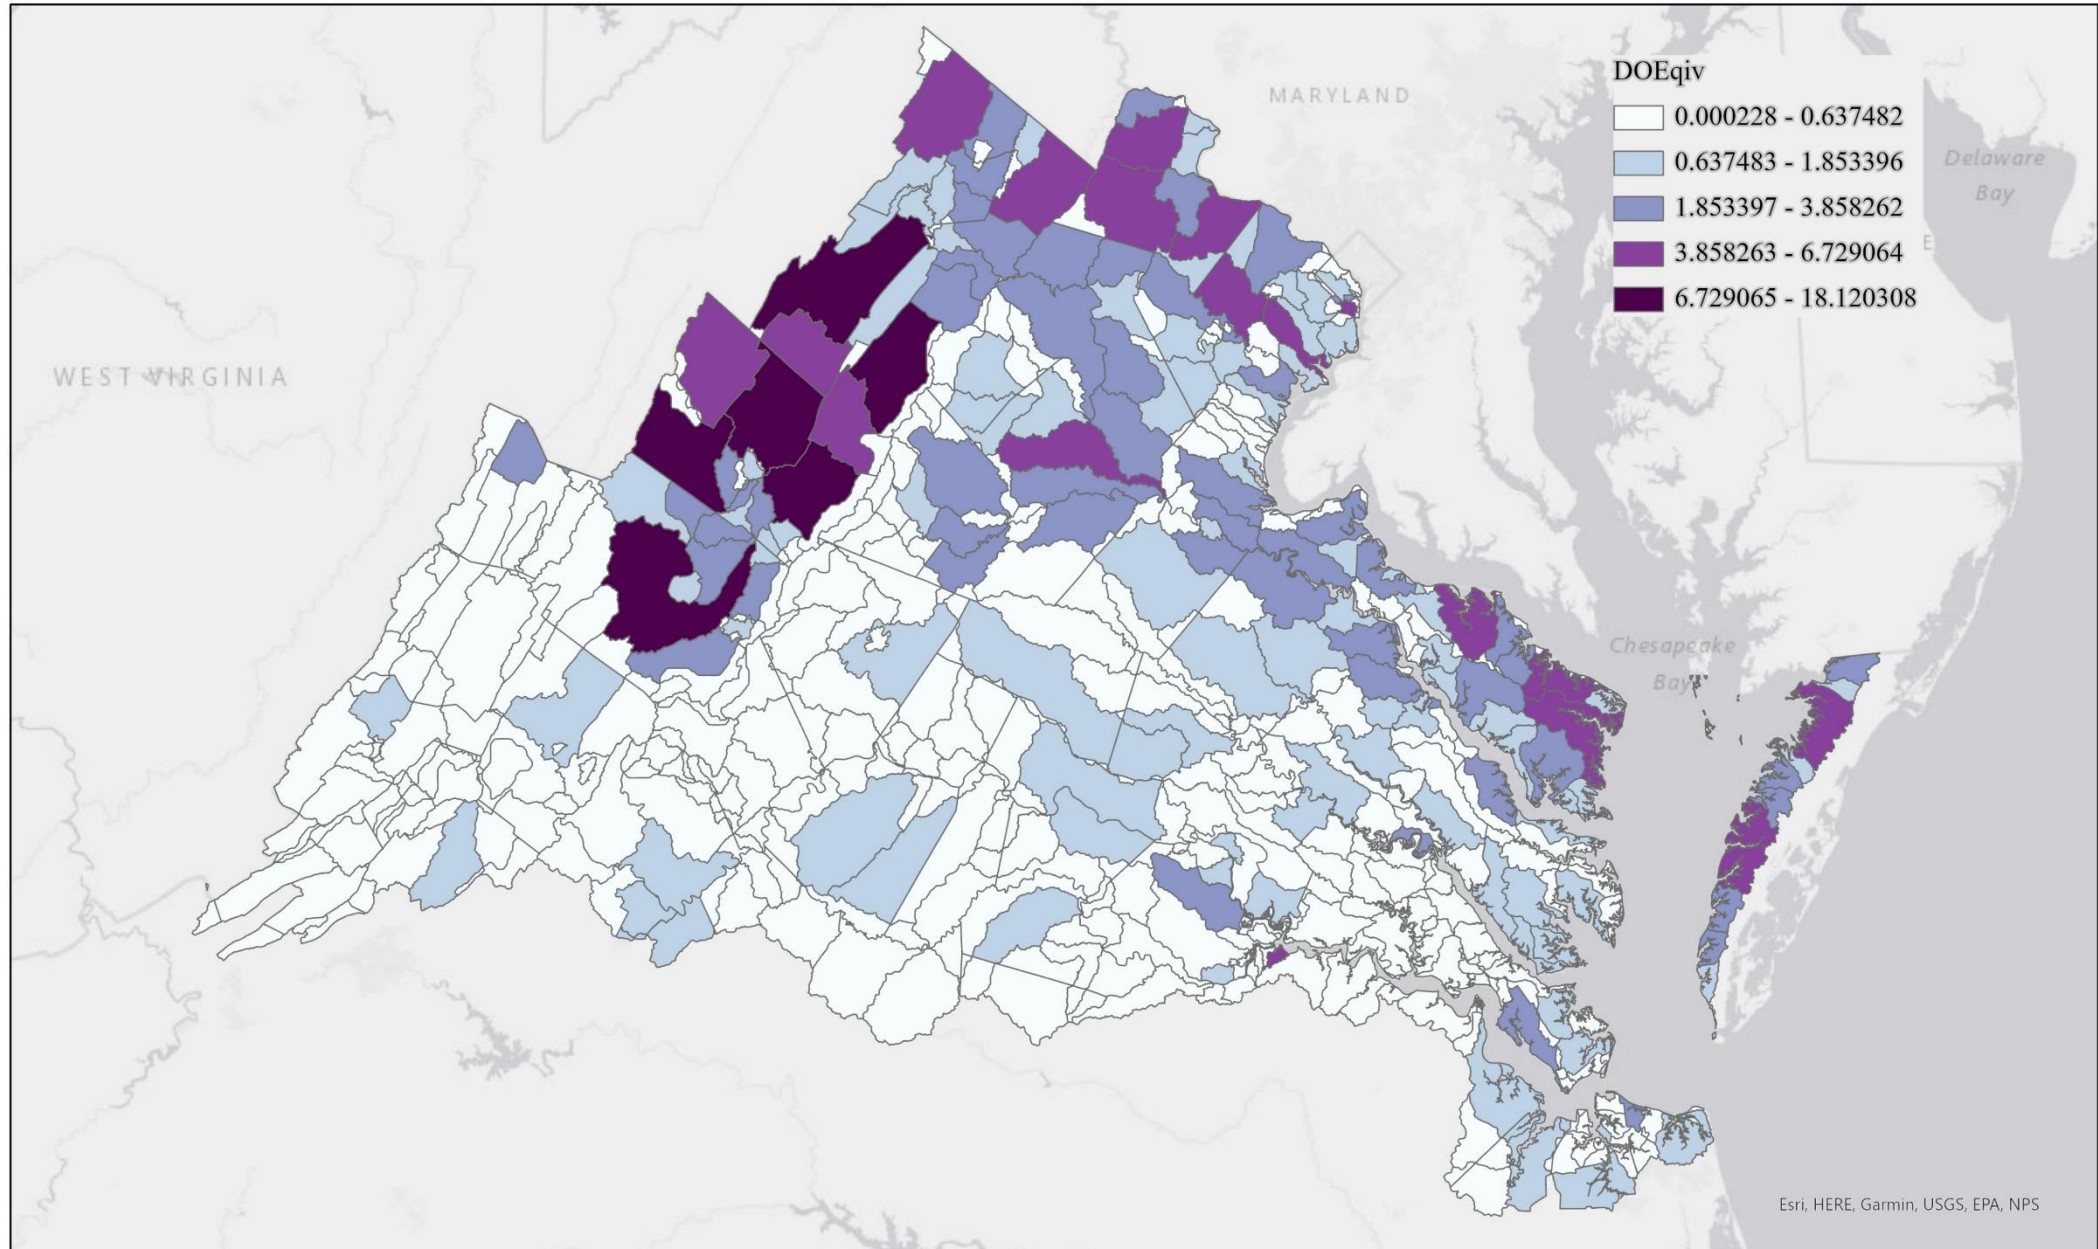 MARYLAND
DOEqiv
0.000228 - 0.637482
0.637483 - 1.853396
1.853397 - 3.858262
3.858263 - 6.729064
6.729065 - 18.120308
Delaware
Bay
E
WEST VIRGINIA
Chesapeake
Bay
Esri, HERE, Garmin, USGS, EPA, NPS